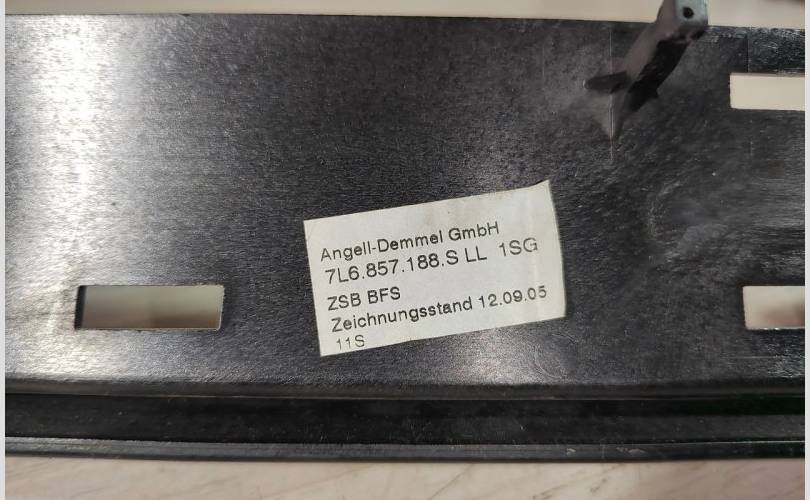 Angell-Demmel GmbH
7L6.857.188.S LL 1SG
ZSB BFS
Zeichnungsstand 12.09.05
11S